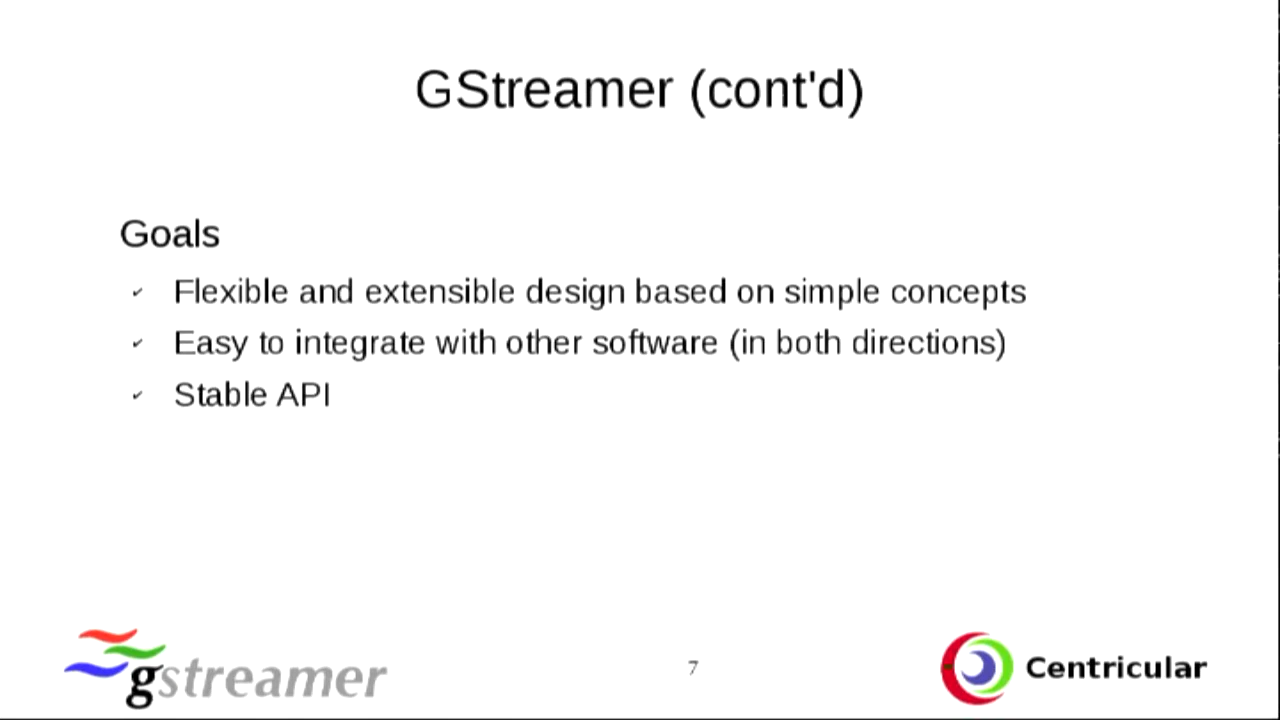 GStreamer (cont'd)
Goals
✓ Flexible and extensible design based on simple concepts
✓ Easy to integrate with other software (in both directions)
✓ Stable API
gstreamer
7
Centricular